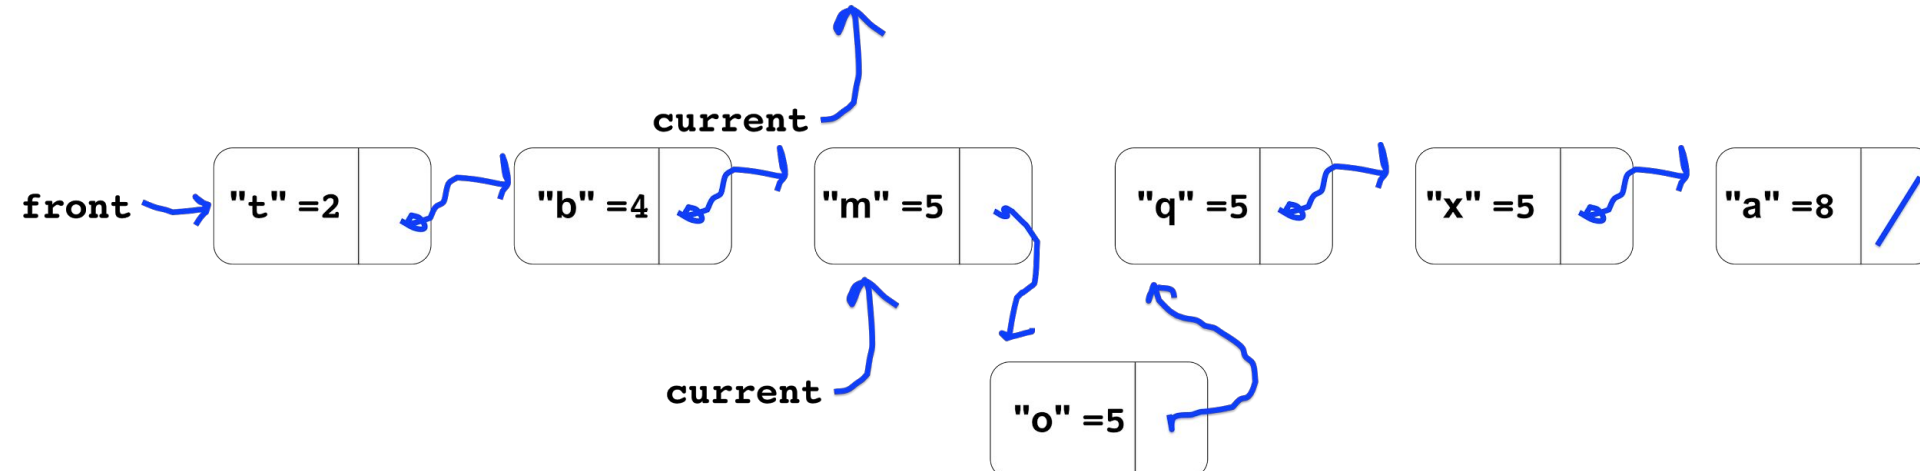 current
front "t" =2 "b" =4 "m" =5 "q" =5 "x" =5 "a" =8
current
"o" =5